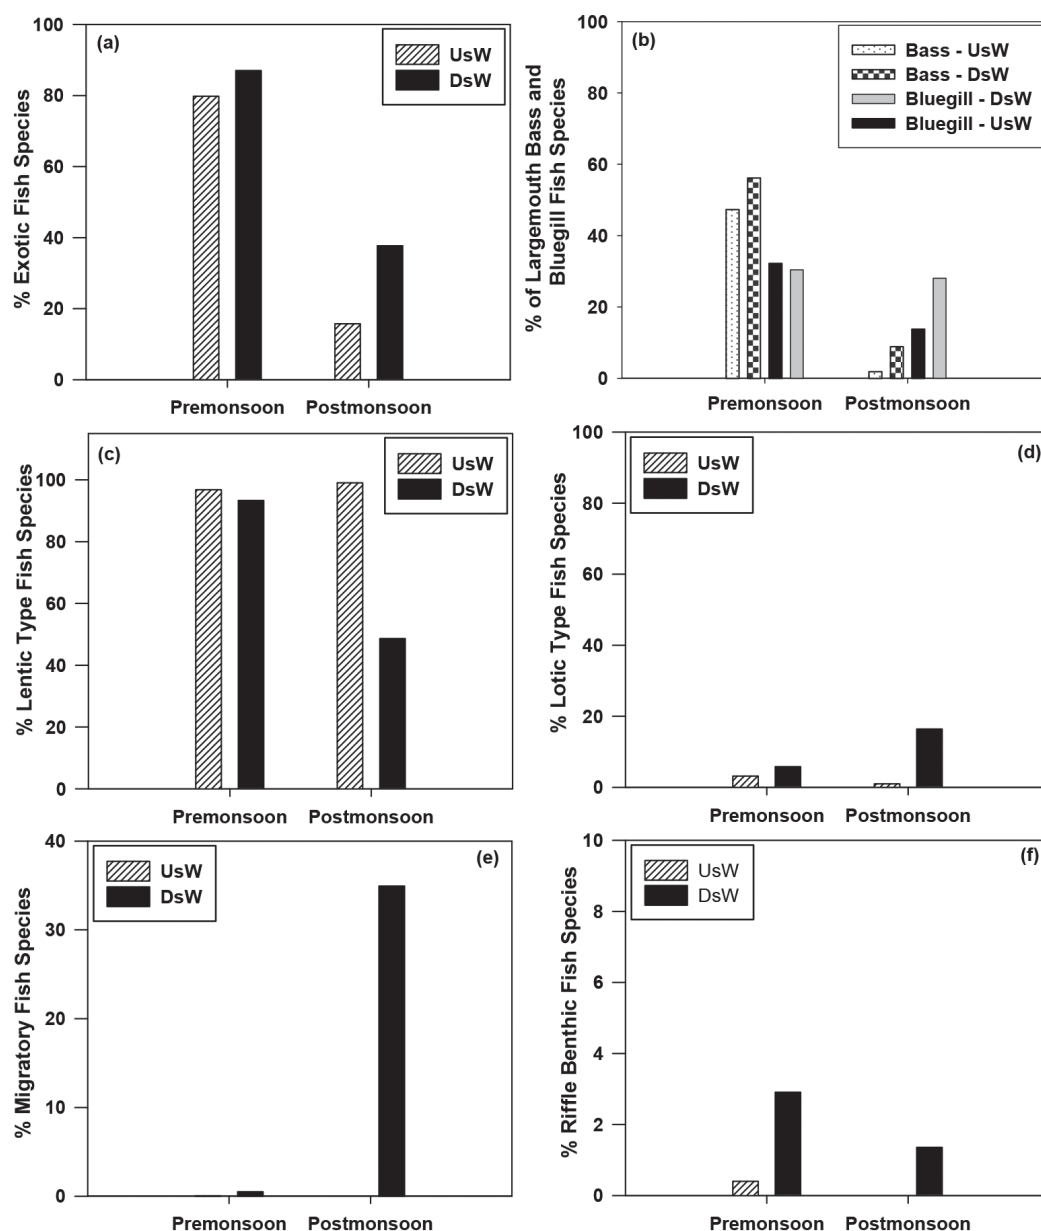 (a)
UsW
DsW
% Exotic Fish Species
100
80
60
40
20
0
Premonsoon Postmonsoon
(b)
Bass - UsW
Bass - DsW
Bluegill - DsW
Bluegill - UsW
% of Largemouth Bass and
Bluegill Fish Species
100
80
60
40
20
0
Premonsoon Postmonsoon
(c)
UsW
DsW
% Lentic Type Fish Species
100
80
60
40
20
0
Premonsoon Postmonsoon
(d)
UsW
DsW
% Lotic Type Fish Species
100
80
60
40
20
0
Premonsoon Postmonsoon
(e)
UsW
DsW
% Migratory Fish Species
40
30
20
10
0
Premonsoon Postmonsoon
(f)
UsW
DsW
% Riffle Benthic Fish Species
10
8
6
4
2
0
Premonsoon Postmonsoon